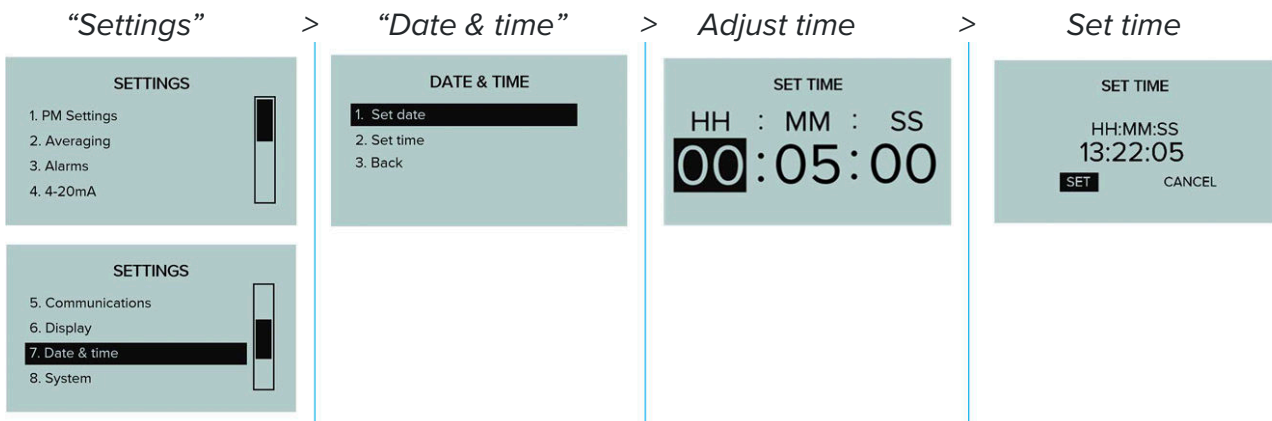 “Settings” > “Date & time” > Adjust time > Set time
SETTINGS
1. PM Settings
2. Averaging
3. Alarms
4. 4-20mA
SETTINGS
5. Communications
6. Display
7. Date & time
8. System
DATE & TIME
1. Set date
2. Set time
3. Back
SET TIME
HH : MM : SS
00:05:00
SET TIME
HH:MM:SS
13:22:05
SET CANCEL